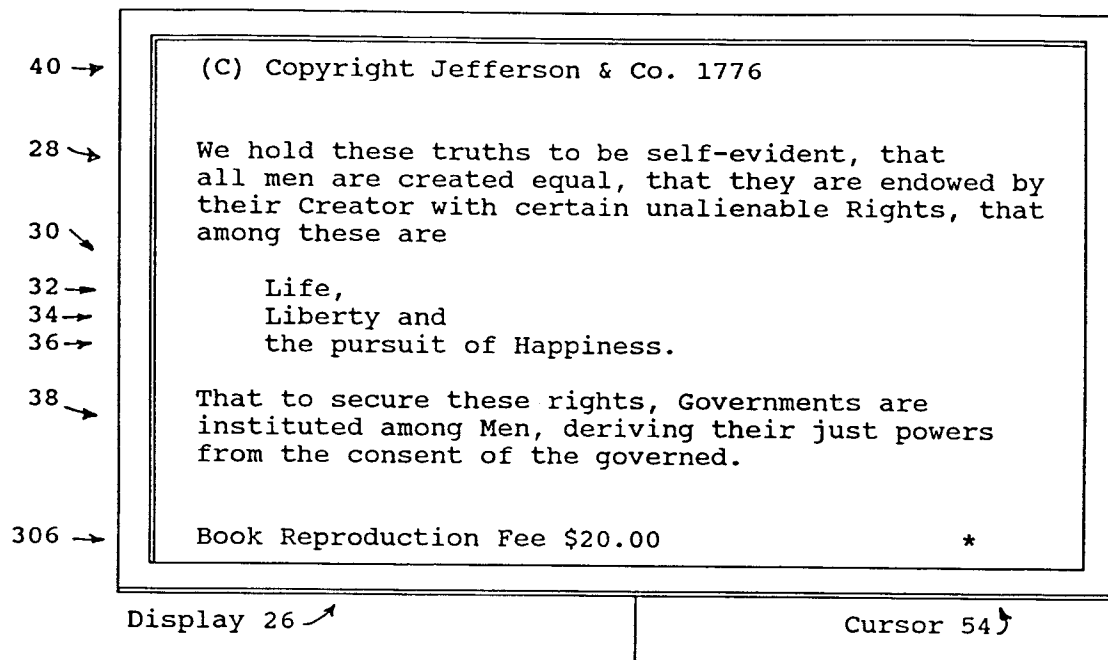 40 (C) Copyright Jefferson & Co. 1776
28 We hold these truths to be self-evident, that
all men are created equal, that they are endowed by
their Creator with certain unalienable Rights, that
30 among these are
32 Life,
34 Liberty and
36 the pursuit of Happiness.
38 That to secure these rights, Governments are
instituted among Men, deriving their just powers
from the consent of the governed.
306 Book Reproduction Fee $20.00 *
Display 26 Cursor 54